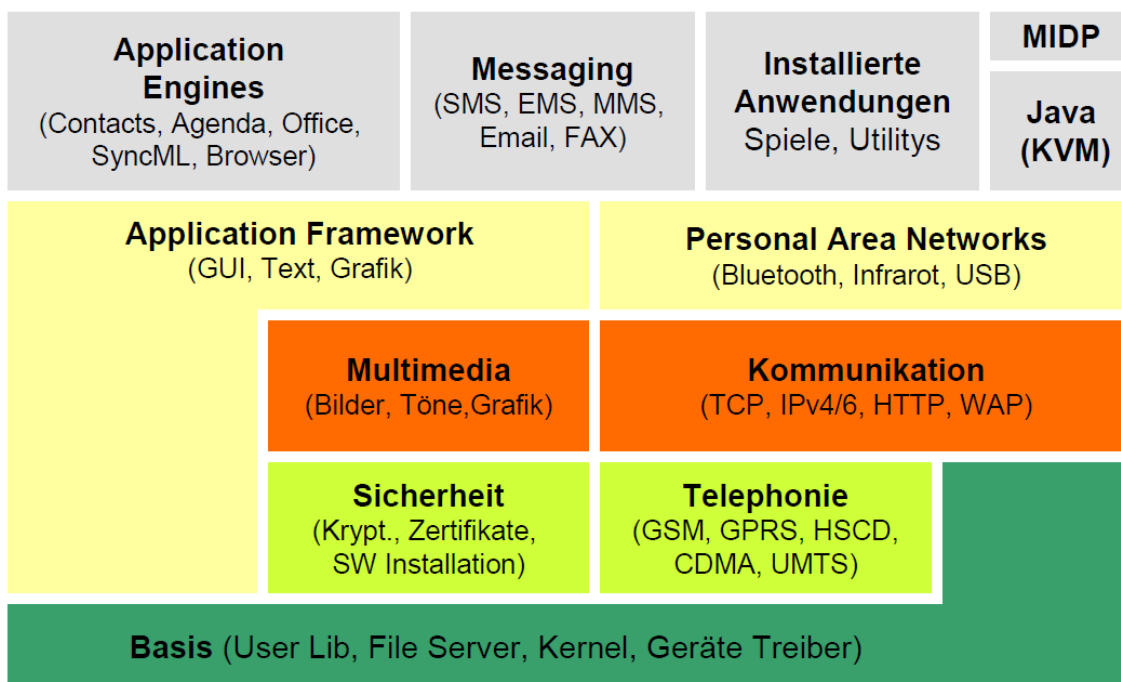 Application
Engines
(Contacts, Agenda, Office,
SyncML, Browser)
Messaging
(SMS, EMS, MMS,
Email, FAX)
Installierte
Anwendungen
Spiele, Utilitys
MIDP
Java
(KVM)
Application Framework
(GUI, Text, Grafik)
Personal Area Networks
(Bluetooth, Infrarot, USB)
Multimedia
(Bilder, Töne,Grafik)
Kommunikation
(TCP, IPv4/6, HTTP, WAP)
Sicherheit
(Krypt., Zertifikate,
SW Installation)
Telephonie
(GSM, GPRS, HSCD,
CDMA, UMTS)
Basis (User Lib, File Server, Kernel, Geräte Treiber)